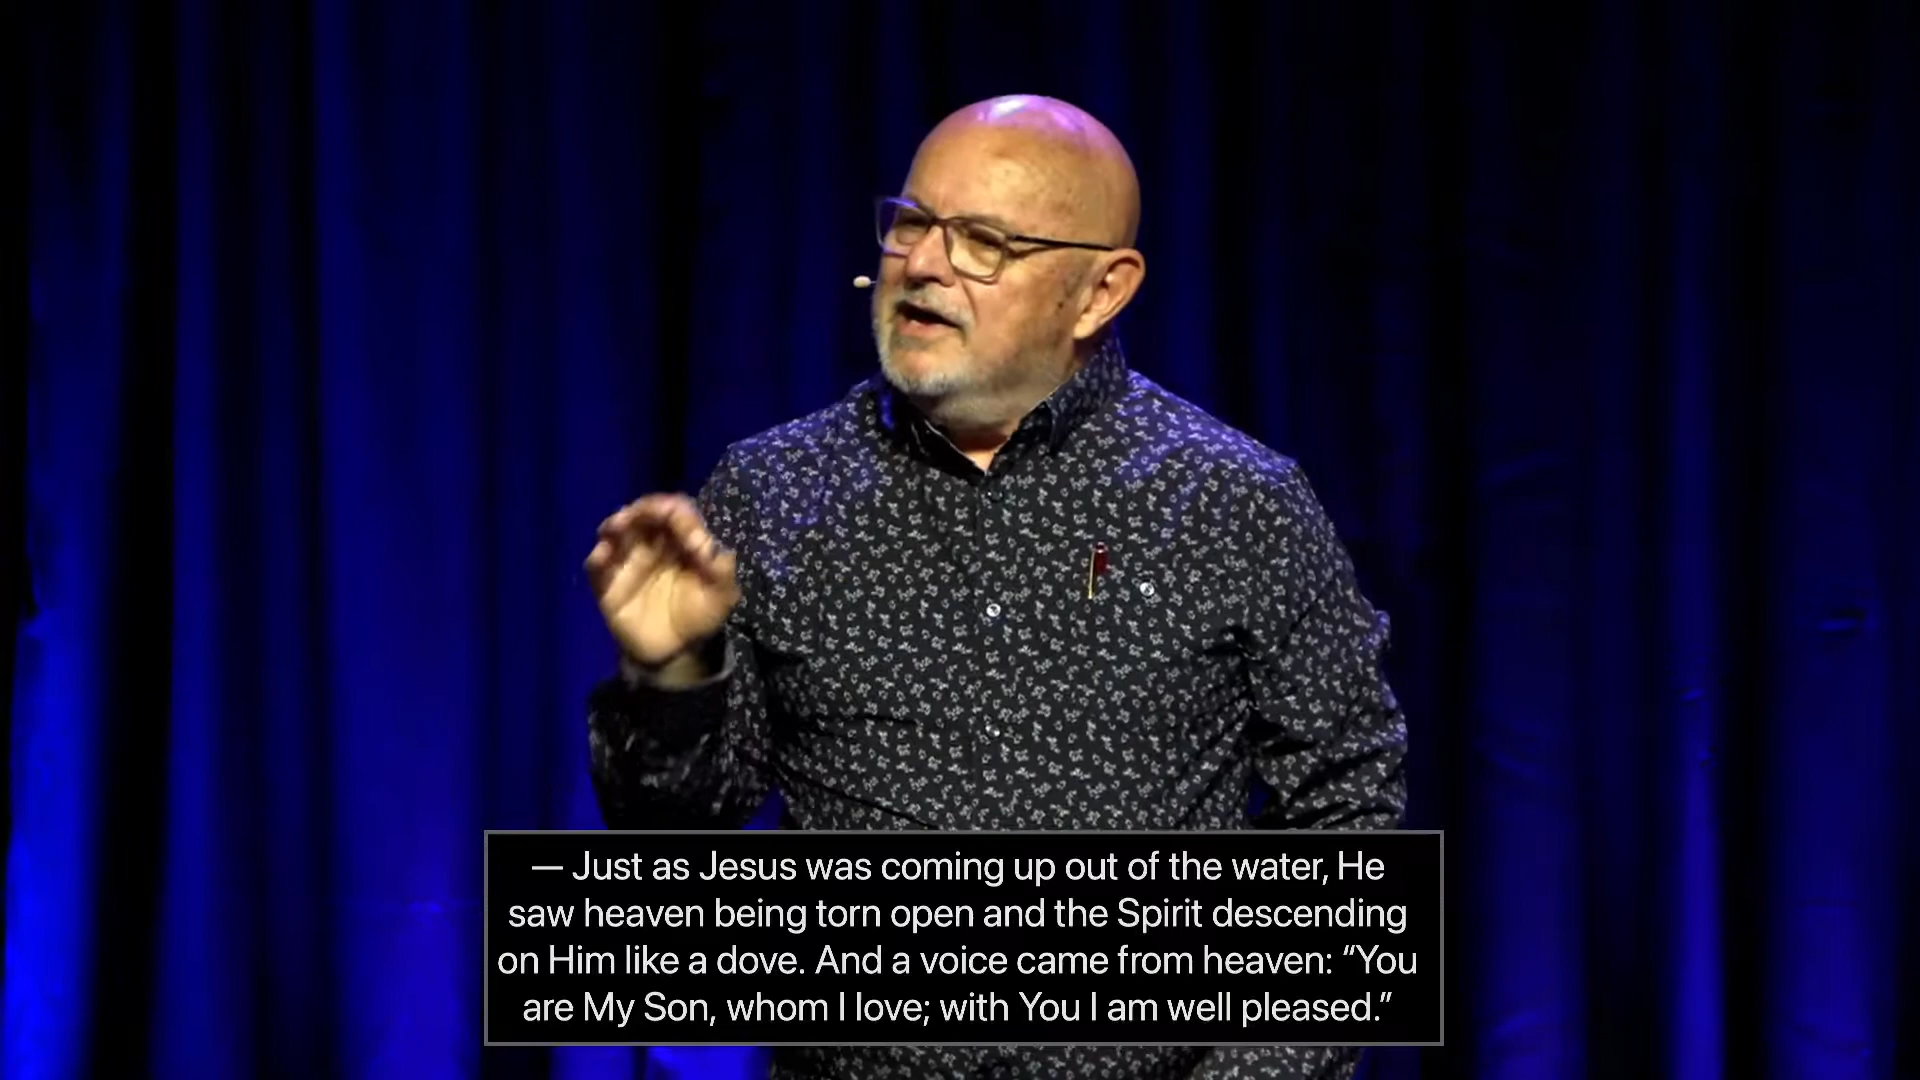 — Just as Jesus was coming up out of the water, He
saw heaven being torn open and the Spirit descending
on Him like a dove. And a voice came from heaven: “You
are My Son, whom I love; with You I am well pleased.”